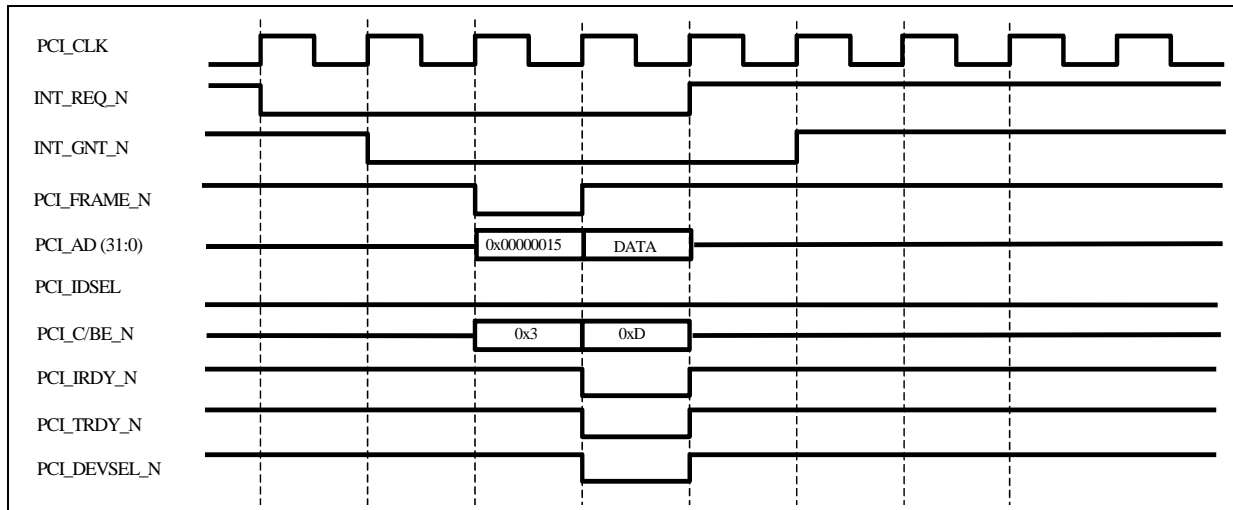 PCI_CLK
INT_REQ_N
INT_GNT_N
PCI_FRAME_N
PCI_AD (31:0) 0x00000015 DATA
PCI_IDSEL
PCI_C/BE_N 0x3 0xD
PCI_IRDY_N
PCI_TRDY_N
PCI_DEVSEL_N